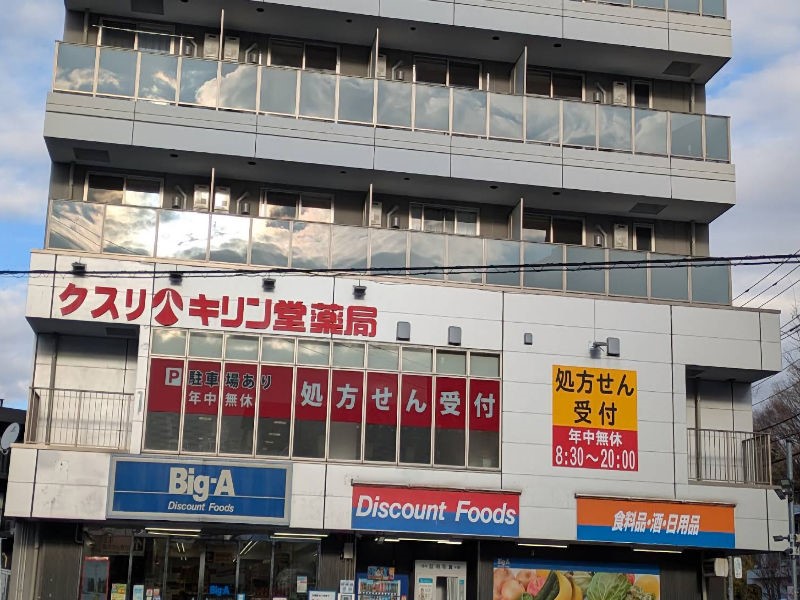 クスリ キリン堂薬局
P 駐車場あり
年中無休
処方せん受付
処方せん
受付
年中無休
8:30〜20:00
Big-A
Discount Foods
Discount Foods
食料品・酒・日用品
Big-A
Big-A